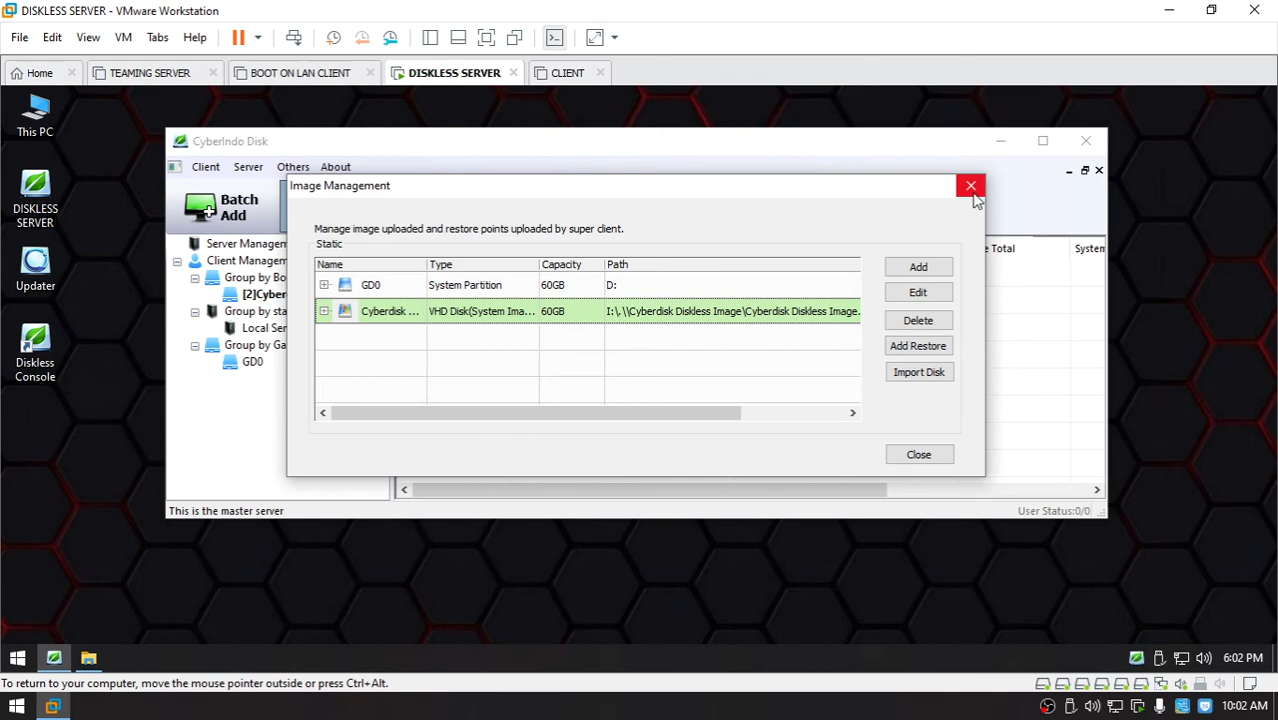 DISKLESS SERVER - VMware Workstation
File Edit View VM Tabs Help
Home TEAMING SERVER BOOT ON LAN CLIENT DISKLESS SERVER CLIENT
This PC
DISKLESS
SERVER
Updater
Diskless
Console
CyberIndo Disk
Client Server Others About
Batch
Add
Server Managem
Client Managem
Group by Bo
[2]Cyber
Group by sta
Local Ser
Group by Ga
GD0
e Total System
Image Management
Manage image uploaded and restore points uploaded by super client.
Static
Name Type Capacity Path
GD0 System Partition 60GB D:
Cyberdisk ... VHD Disk(System Ima... 60GB I:\.\\Cyberdisk Diskless Image\Cyberdisk Diskless Image.
Add
Edit
Delete
Add Restore
Import Disk
Close
This is the master server User Status:0/0
6:02 PM
To return to your computer, move the mouse pointer outside or press Ctrl+Alt.
10:02 AM